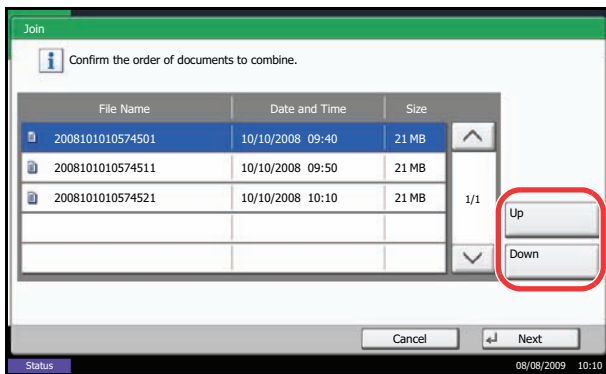 Join
i Confirm the order of documents to combine.
File Name Date and Time Size
2008101010574501 10/10/2008 09:40 21 MB
2008101010574511 10/10/2008 09:50 21 MB
2008101010574521 10/10/2008 10:10 21 MB
1/1
Up
Down
Cancel Next
Status 08/08/2009 10:10